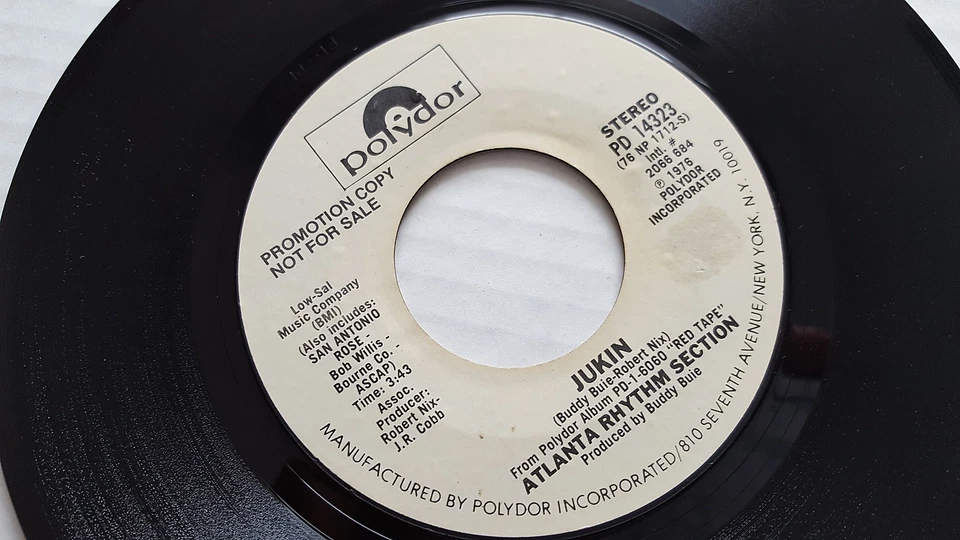 polydor
PROMOTION COPY
NOT FOR SALE
STEREO
PD 14323
(76 NP 1712-S)
Intl. #
2066 684
℗ 1976
POLYDOR
INCORPORATED
Low-Sal
Music Company
(BMI)
(Also includes:
SAN ANTONIO
ROSE -
Bob Willis -
Bourne Co. -
ASCAP)
Time: 3:43
Assoc.
Producer:
Robert Nix-
J.R. Cobb
JUKIN
(Buddy Buie-Robert Nix)
From Polydor Album PD-1-6060 "RED TAPE"
ATLANTA RHYTHM SECTION
Produced by Buddy Buie
MANUFACTURED BY POLYDOR INCORPORATED/810 SEVENTH AVENUE/NEW YORK, N.Y. 10019